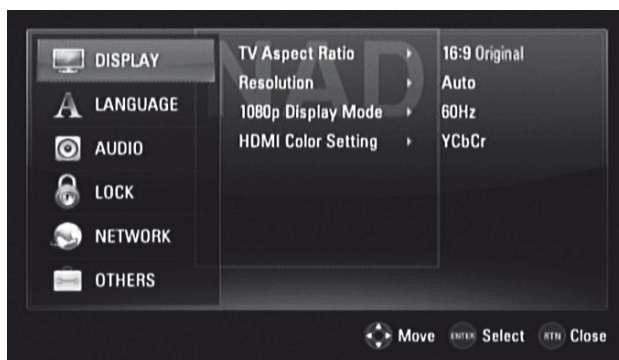 NAD
DISPLAY
LANGUAGE
AUDIO
LOCK
NETWORK
OTHERS
TV Aspect Ratio 16:9 Original
Resolution Auto
1080p Display Mode 60Hz
HDMI Color Setting YCbCr
Move ENTER Select RTN Close